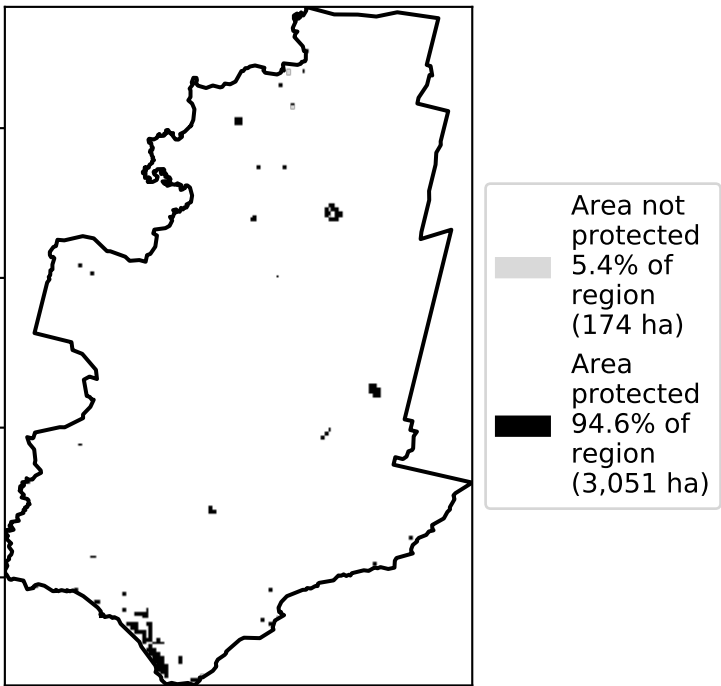 Area not
protected
5.4% of
region
(174 ha)
Area
protected
94.6% of
region
(3,051 ha)